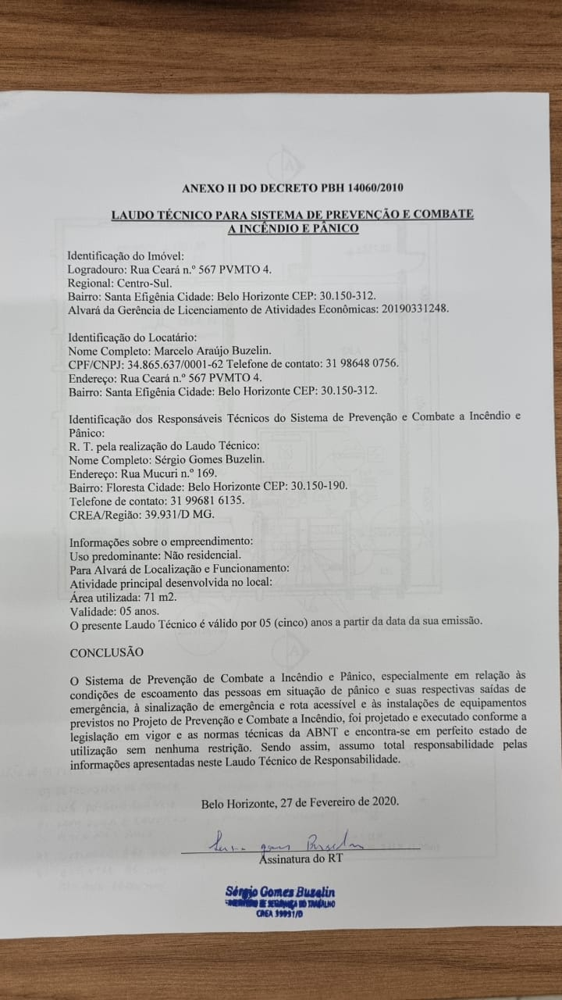 ANEXO II DO DECRETO PBH 14060/2010
LAUDO TÉCNICO PARA SISTEMA DE PREVENÇÃO E COMBATE
A INCÊNDIO E PÂNICO
Identificação do Imóvel:
Logradouro: Rua Ceará n.º 567 PVMTO 4.
Regional: Centro-Sul.
Bairro: Santa Efigênia Cidade: Belo Horizonte CEP: 30.150-312.
Alvará da Gerência de Licenciamento de Atividades Econômicas: 20190331248.
Identificação do Locatário:
Nome Completo: Marcelo Araújo Buzelin.
CPF/CNPJ: 34.865.637/0001-62 Telefone de contato: 31 98648 0756.
Endereço: Rua Ceará n.º 567 PVMTO 4.
Bairro: Santa Efigênia Cidade: Belo Horizonte CEP: 30.150-312.
Identificação dos Responsáveis Técnicos do Sistema de Prevenção e Combate a Incêndio e
Pânico:
R. T. pela realização do Laudo Técnico:
Nome Completo: Sérgio Gomes Buzelin.
Endereço: Rua Mucuri n.º 169.
Bairro: Floresta Cidade: Belo Horizonte CEP: 30.150-190.
Telefone de contato: 31 99681 6135.
CREA/Região: 39.931/D MG.
Informações sobre o empreendimento:
Uso predominante: Não residencial.
Para Alvará de Localização e Funcionamento:
Atividade principal desenvolvida no local:
Área utilizada: 71 m2.
Validade: 05 anos.
O presente Laudo Técnico é válido por 05 (cinco) anos a partir da data da sua emissão.
CONCLUSÃO
O Sistema de Prevenção de Combate a Incêndio e Pânico, especialmente em relação às
condições de escoamento das pessoas em situação de pânico e suas respectivas saídas de
emergência, à sinalização de emergência e rota acessível e às instalações de equipamentos
previstos no Projeto de Prevenção e Combate a Incêndio, foi projetado e executado conforme a
legislação em vigor e as normas técnicas da ABNT e encontra-se em perfeito estado de
utilização sem nenhuma restrição. Sendo assim, assumo total responsabilidade pelas
informações apresentadas neste Laudo Técnico de Responsabilidade.
Belo Horizonte, 27 de Fevereiro de 2020.
Assinatura do RT
Sérgio Gomes Buzelin
DE SEGURANÇA DO TRABALHO
CREA 39931/D